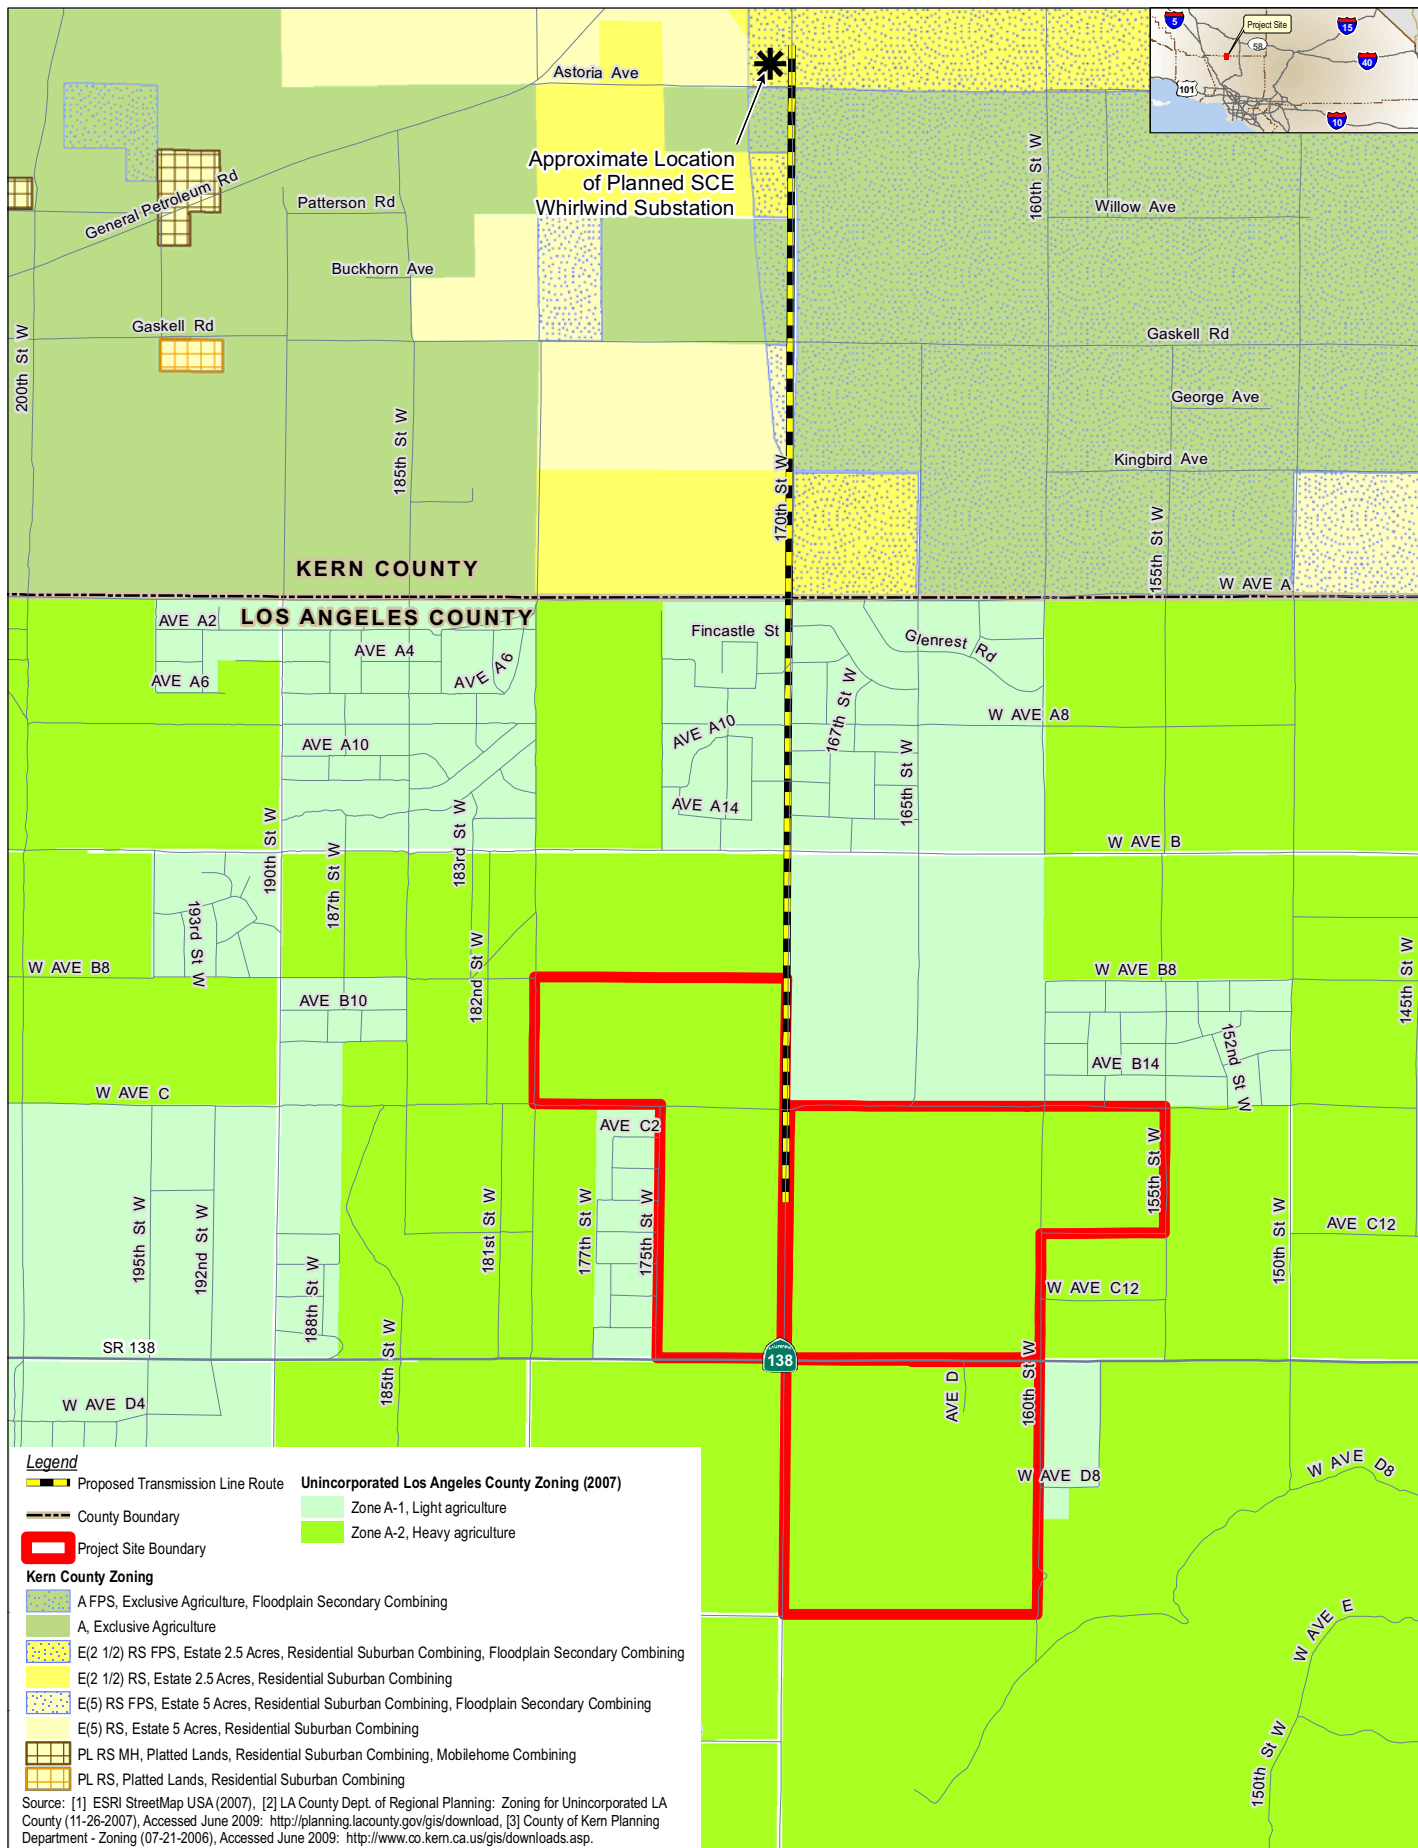 5
Project Site
15
58
40
101
10
Astoria Ave
Approximate Location
of Planned SCE
Whirlwind Substation
160th St W
General Petroleum Rd
Patterson Rd
Willow Ave
Buckhorn Ave
Gaskell Rd
Gaskell Rd
200th St W
George Ave
185th St W
Kingbird Ave
170th St W
155th St W
KERN COUNTY
W AVE A
LOS ANGELES COUNTY
AVE A2
Fincastle St
Glenrest Rd
AVE A4
AVE A6
AVE A6
167th St W
W AVE A8
AVE A10
AVE A10
165th St W
AVE A14
190th St W
183rd St W
W AVE B
187th St W
193rd St W
182nd St W
145th St W
W AVE B8
W AVE B8
AVE B10
152nd St W
AVE B14
W AVE C
AVE C2
155th St W
195th St W
192nd St W
181st St W
177th St W
175th St W
150th St W
AVE C12
188th St W
W AVE C12
SR 138
185th St W
138
AVE D
160th St W
W AVE D4
W AVE D8
W AVE D8
W AVE E
150th St W
Legend
Proposed Transmission Line Route
County Boundary
Project Site Boundary
Unincorporated Los Angeles County Zoning (2007)
Zone A-1, Light agriculture
Zone A-2, Heavy agriculture
Kern County Zoning
A FPS, Exclusive Agriculture, Floodplain Secondary Combining
A, Exclusive Agriculture
E(2 1/2) RS FPS, Estate 2.5 Acres, Residential Suburban Combining, Floodplain Secondary Combining
E(2 1/2) RS, Estate 2.5 Acres, Residential Suburban Combining
E(5) RS FPS, Estate 5 Acres, Residential Suburban Combining, Floodplain Secondary Combining
E(5) RS, Estate 5 Acres, Residential Suburban Combining
PL RS MH, Platted Lands, Residential Suburban Combining, Mobilehome Combining
PL RS, Platted Lands, Residential Suburban Combining
Source: [1] ESRI StreetMap USA (2007), [2] LA County Dept. of Regional Planning: Zoning for Unincorporated LA
County (11-26-2007), Accessed June 2009: http://planning.lacounty.gov/gis/download, [3] County of Kern Planning
Department - Zoning (07-21-2006), Accessed June 2009: http://www.co.kern.ca.us/gis/downloads.asp.